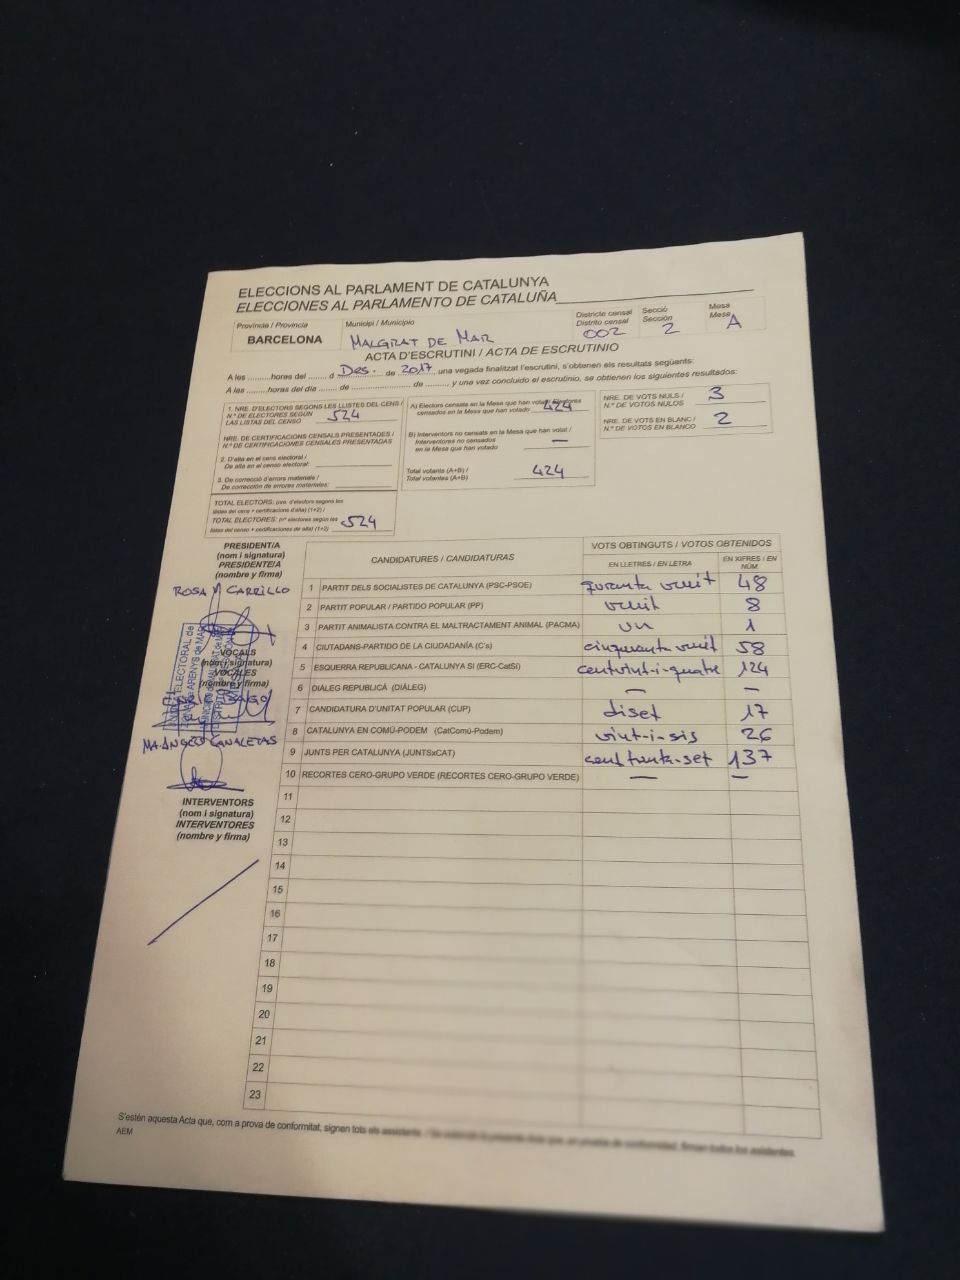 ELECCIONS AL PARLAMENT DE CATALUNYA
ELECCIONES AL PARLAMENTO DE CATALUÑA
Província / Provincia
BARCELONA
Municipi / Municipio
MALGRAT DE MAR
Districte censal
Distrito censal
002
Secció
Sección
2
Mesa
Mesa
A
ACTA D'ESCRUTINI / ACTA DE ESCRUTINIO
A les .......... hores del ........ d Des. de 2017, una vegada finalitzat l'escrutini, s'obtenen els resultats següents:
A las .......... horas del día ........ de ........................ de ........, y una vez concluido el escrutinio, se obtienen los siguientes resultados:
1. NRE. D'ELECTORS SEGONS LES LLISTES DEL CENS /
N.º DE ELECTORES SEGÚN
LAS LISTAS DEL CENSO
524
NRE. DE CERTIFICACIONS CENSALS PRESENTADES /
N.º DE CERTIFICACIONES CENSALES PRESENTADAS
2. D'alta en el cens electoral /
De alta en el censo electoral:
3. De correcció d'errors materials /
De corrección de errores materiales:
TOTAL ELECTORS: (nre. d'electors segons les
llistes del cens + certificacions d'alta) (1+2) /
TOTAL ELECTORES: (nº electores según las
listas del censo + certificaciones de alta) (1+2)
524
A) Electors censats en la Mesa que han votat / Electores
censados en la Mesa que han votado
424
B) Interventors no censats en la Mesa que han votat /
Interventores no censados
en la Mesa que han votado
—
Total votants (A+B) /
Total votantes (A+B)
424
NRE. DE VOTS NULS /
N.º DE VOTOS NULOS
3
NRE. DE VOTS EN BLANC /
N.º DE VOTOS EN BLANCO
2
PRESIDENT/A
(nom i signatura)
PRESIDENTE/A
(nombre y firma)
ROSA Mª CARRILLO
VOCALS
(nom i signatura)
VOCALES
(nombre y firma)
Mª ANGELS CANALETAS
INTERVENTORS
(nom i signatura)
INTERVENTORES
(nombre y firma)
CANDIDATURES / CANDIDATURAS
VOTS OBTINGUTS / VOTOS OBTENIDOS
EN LLETRES / EN LETRA
EN XIFRES / EN NÚM.
1 PARTIT DELS SOCIALISTES DE CATALUNYA (PSC-PSOE) quranta vuit 48
2 PARTIT POPULAR / PARTIDO POPULAR (PP) vuit 8
3 PARTIT ANIMALISTA CONTRA EL MALTRACTAMENT ANIMAL (PACMA) un 1
4 CIUTADANS-PARTIDO DE LA CIUDADANÍA (C's) cinquanta vuit 58
5 ESQUERRA REPUBLICANA - CATALUNYA SI (ERC-CatSí) centvint-i-quatre 124
6 DIÀLEG REPUBLICÀ (DIÀLEG) — —
7 CANDIDATURA D'UNITAT POPULAR (CUP) diset 17
8 CATALUNYA EN COMÚ-PODEM (CatComú-Podem) vint-i-sis 26
9 JUNTS PER CATALUNYA (JUNTSxCAT) cent trenta-set 137
10 RECORTES CERO-GRUPO VERDE (RECORTES CERO-GRUPO VERDE) — —
11
12
13
14
15
16
17
18
19
20
21
22
23
S'estén aquesta Acta que, com a prova de conformitat, signen tots els assistents. / Se extiende la presente Acta que, en prueba de conformidad, firman todos los asistentes.
AEM